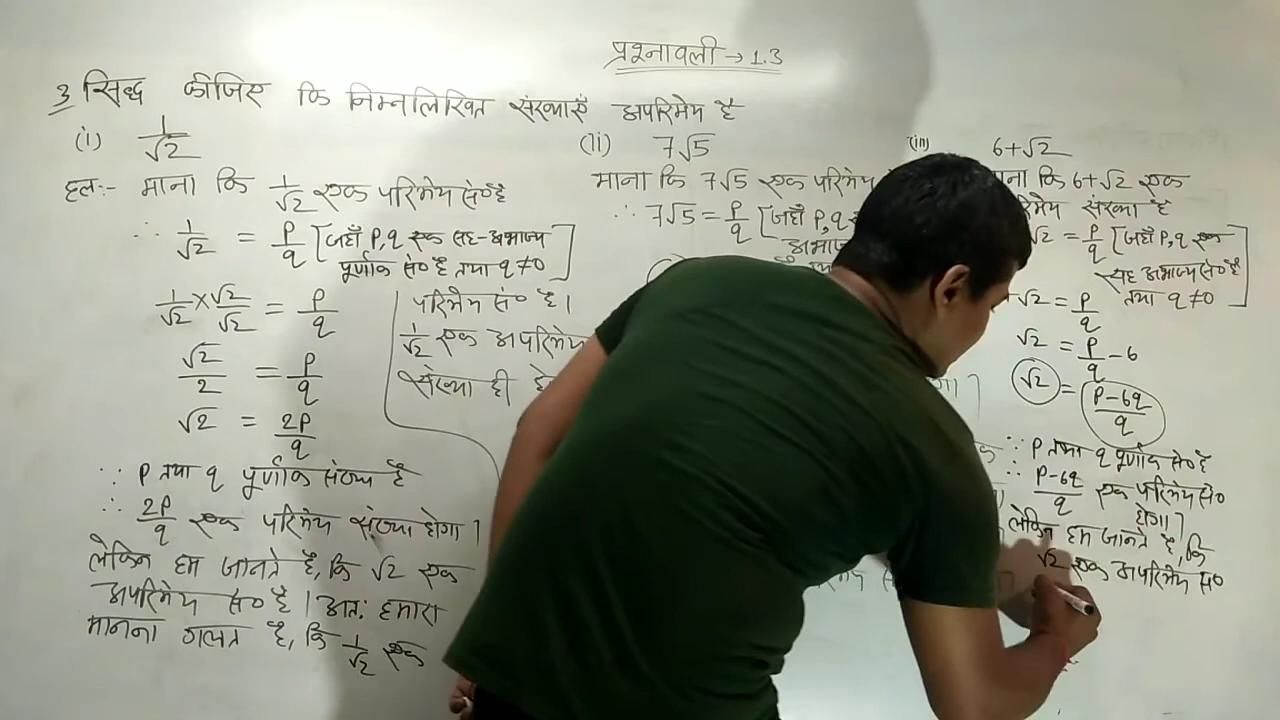 प्रश्नावली → 1.3
3 सिद्ध कीजिए कि निम्नलिखित संख्याएँ अपरिमेय है
(i) 1/√2
हलः- माना कि 1/√2 एक परिमेय सं० है
∴ 1/√2 = P/q [जहाँ P,q एक सह-अभाज्य
पूर्णांक सं० है तथा q ≠ 0]
1/√2 × √2/√2 = P/q
√2/2 = P/q
√2 = 2P/q
∵ P तथा q पूर्णांक संख्या है
∴ 2P/q एक परिमेय संख्या होगा।
लेकिन हम जानते है, कि √2 एक
अपरिमेय सं० है। अतः हमारा
मानना गलत है, कि 1/√2 एक
परिमेय सं० है।
1/√2 एक अपरिमेय
संख्या ही
(ii) 7√5
माना कि 7√5 एक परिमेय
∴ 7√5 = P/q [जहाँ P,q
(iii) 6+√2
कि 6+√2 एक
संख्या है
√2 = P/q [जहाँ P,q एक
सह अभाज्य सं० है
तथा q ≠ 0]
√2 = P/q
√2 = P/q - 6
√2 = P-6q/q
∵ P तथा q पूर्णांक सं० है
∴ P-6q/q एक परिमेय सं०
होगा।
लेकिन हम जानते है, कि
√2 एक अपरिमेय सं०